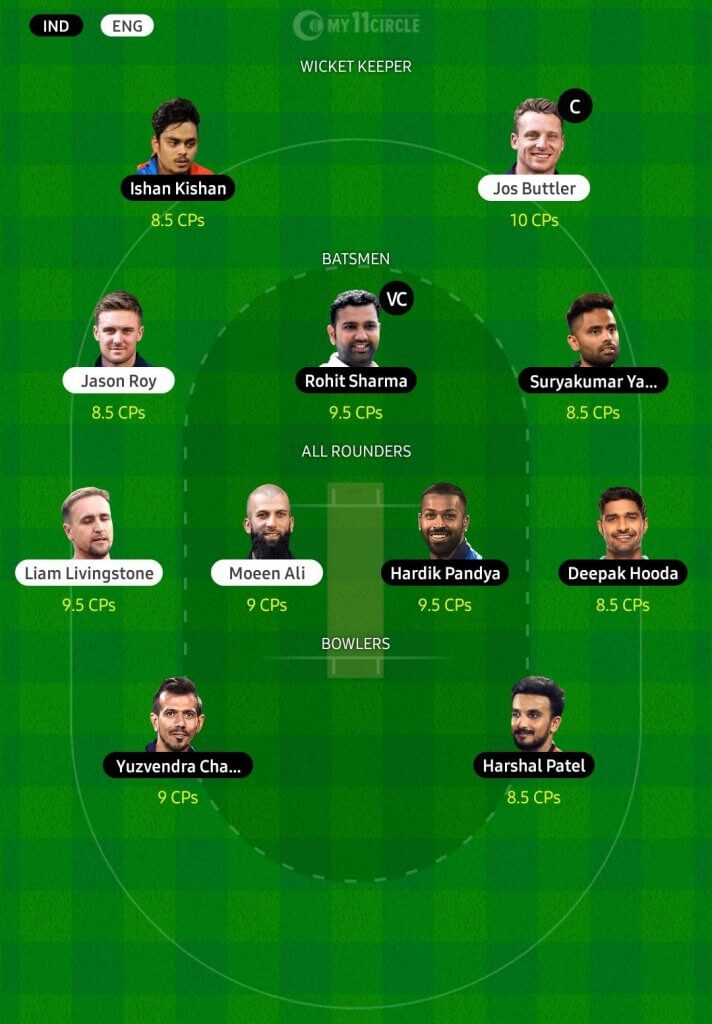 IND ENG
MY11CIRCLE
WICKET KEEPER
C
Ishan Kishan
Jos Buttler
8.5 CPs
10 CPs
BATSMEN
VC
Jason Roy
Rohit Sharma
Suryakumar Ya...
8.5 CPs
9.5 CPs
8.5 CPs
ALL ROUNDERS
Liam Livingstone
Moeen Ali
Hardik Pandya
Deepak Hooda
9.5 CPs
9 CPs
9.5 CPs
8.5 CPs
BOWLERS
Yuzvendra Cha...
Harshal Patel
9 CPs
8.5 CPs